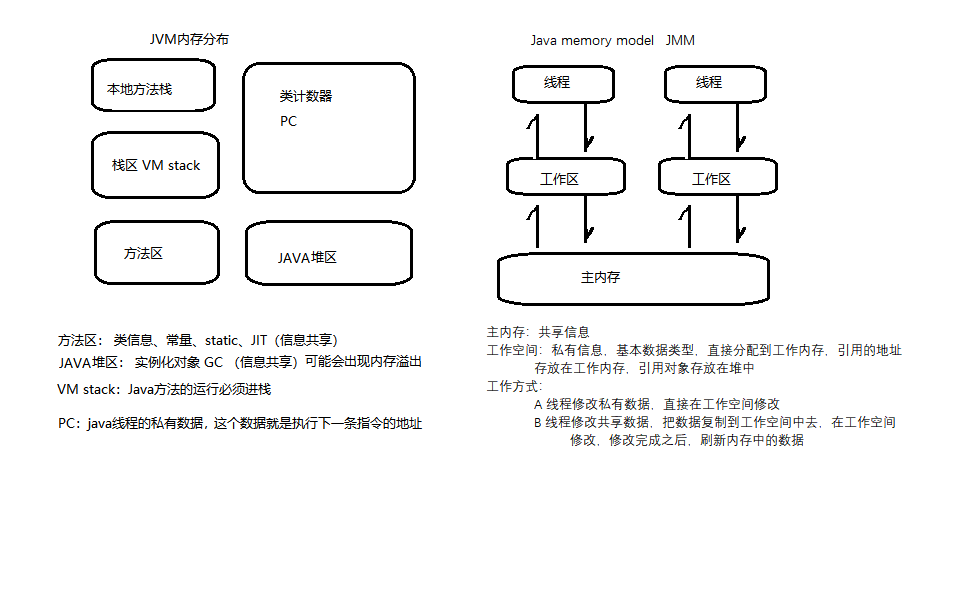 JVM内存分布
本地方法栈
类计数器
PC
栈区 VM stack
方法区
JAVA堆区
方法区： 类信息、常量、static、JIT（信息共享）
JAVA堆区： 实例化对象 GC （信息共享）可能会出现内存溢出
VM stack：Java方法的运行必须进栈
PC：java线程的私有数据，这个数据就是执行下一条指令的地址
Java memory model JMM
线程
线程
工作区
工作区
主内存
主内存：共享信息
工作空间：私有信息，基本数据类型，直接分配到工作内存，引用的地址
存放在工作内存，引用对象存放在堆中
工作方式：
A 线程修改私有数据，直接在工作空间修改
B 线程修改共享数据，把数据复制到工作空间中去，在工作空间
修改，修改完成之后，刷新内存中的数据